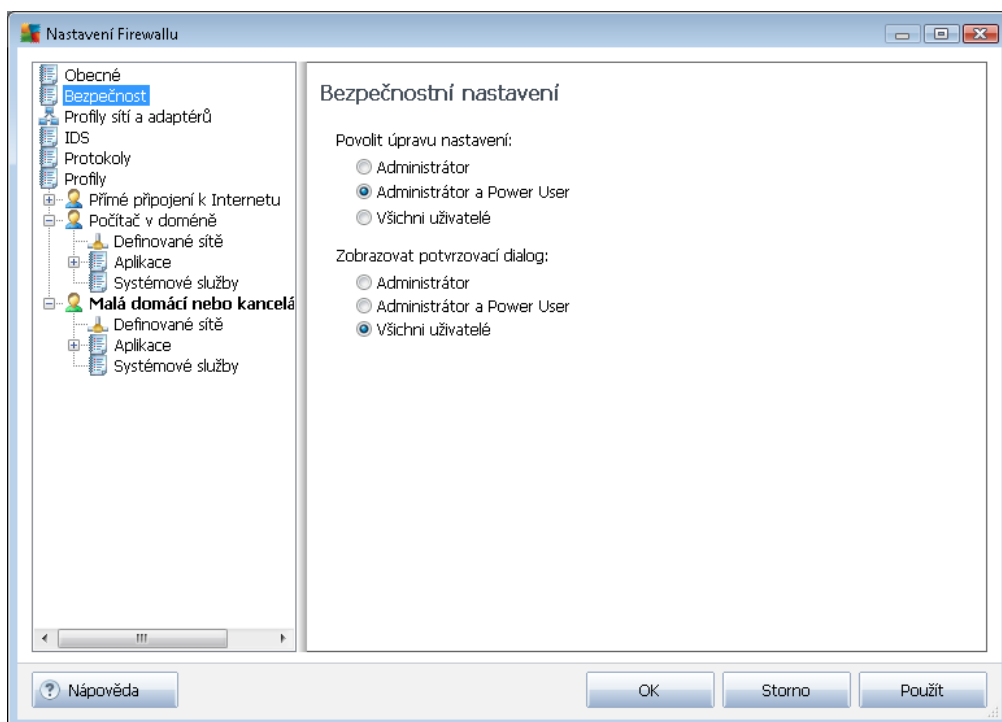 Nastavení Firewallu
Obecné
Bezpečnost
Profily sítí a adaptérů
IDS
Protokoly
Profily
Přímé připojení k Internetu
Počítač v doméně
Definované sítě
Aplikace
Systémové služby
Malá domácí nebo kancelá
Definované sítě
Aplikace
Systémové služby
Bezpečnostní nastavení
Povolit úpravu nastavení:
Administrátor
Administrátor a Power User
Všichni uživatelé
Zobrazovat potvrzovací dialog:
Administrátor
Administrátor a Power User
Všichni uživatelé
Nápověda
OK
Storno
Použít